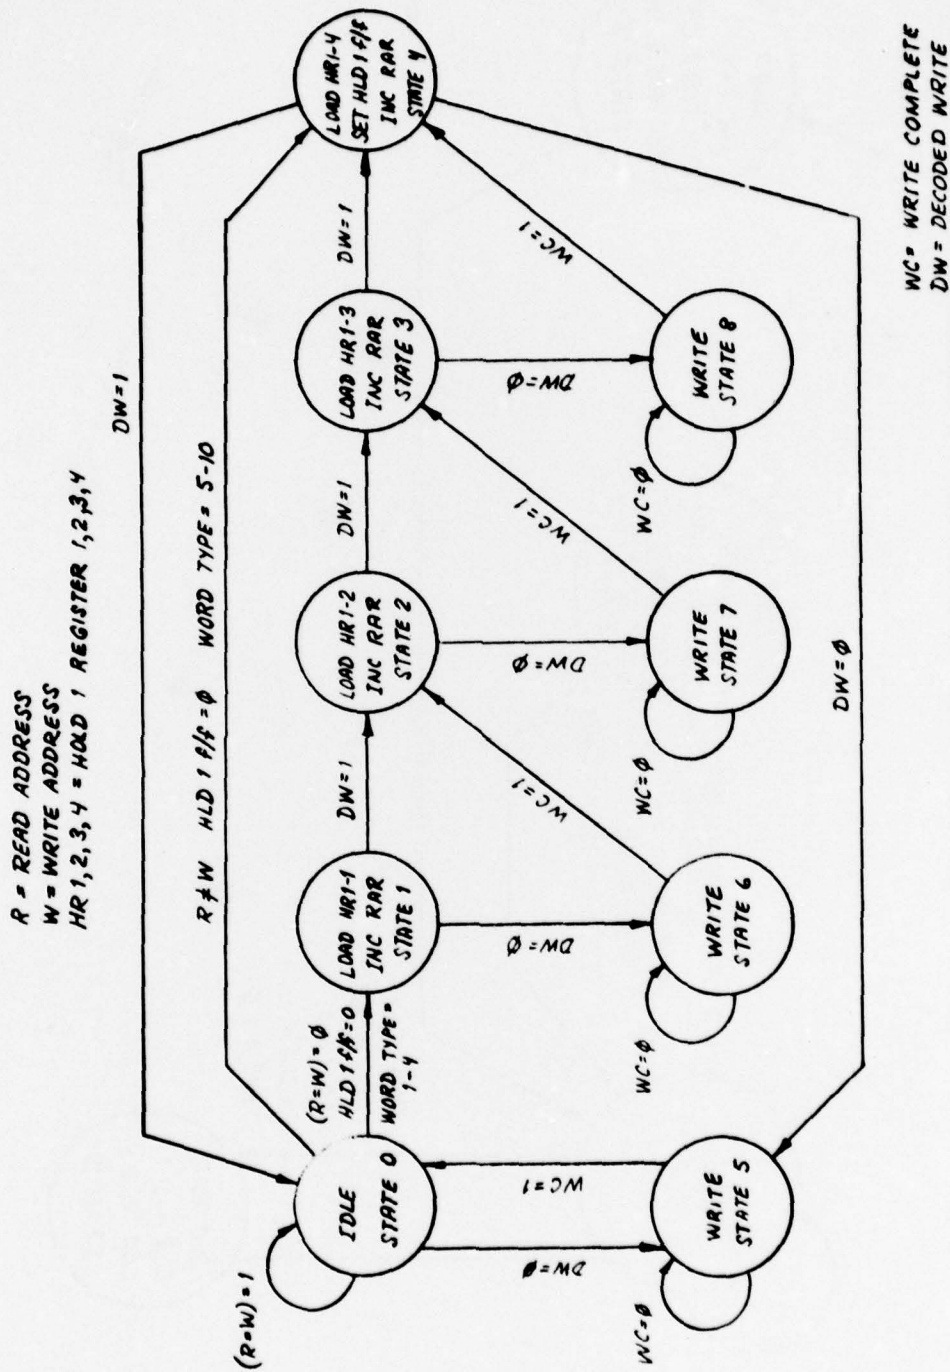 R = READ ADDRESS
W = WRITE ADDRESS
HR 1, 2, 3, 4 = HOLD 1 REGISTER 1,2,3,4
DW=1
R≠W HLD 1 f/f=Ø WORD TYPE = 5-10
(R=W)=1
IDLE
STATE 0
(R=W)=Ø
HLD 1 f/f=0
WORD TYPE=
1-4
LOAD HR1-1
INC RAR
STATE 1
DW=1
LOAD HR1-2
INC RAR
STATE 2
DW=1
LOAD HR1-3
INC RAR
STATE 3
DW=1
LOAD HR1-4
SET HLD 1 f/f
INC RAR
STATE 4
DW=Ø
WC=1
DW=Ø
WC=1
DW=Ø
WC=1
DW=Ø
WC=1
WC=Ø
WRITE
STATE 5
WC=Ø
WRITE
STATE 6
WC=Ø
WRITE
STATE 7
WC=Ø
WRITE
STATE 8
DW=Ø
WC= WRITE COMPLETE
DW = DECODED WRITE